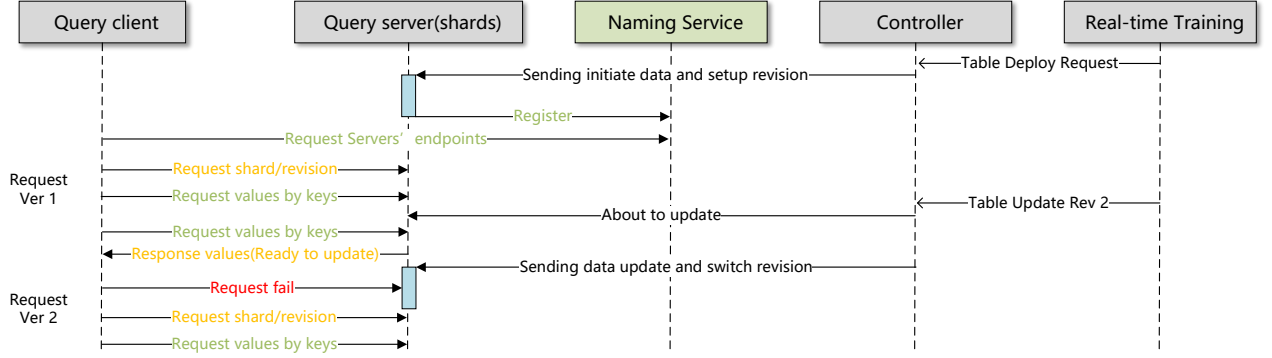 Query client
Query server(shards)
Naming Service
Controller
Real-time Training
Table Deploy Request
Sending initiate data and setup revision
Register
Request Servers’ endpoints
Request shard/revision
Request
Ver 1
Request values by keys
Table Update Rev 2
About to update
Request values by keys
Response values(Ready to update)
Sending data update and switch revision
Request fail
Request
Ver 2
Request shard/revision
Request values by keys